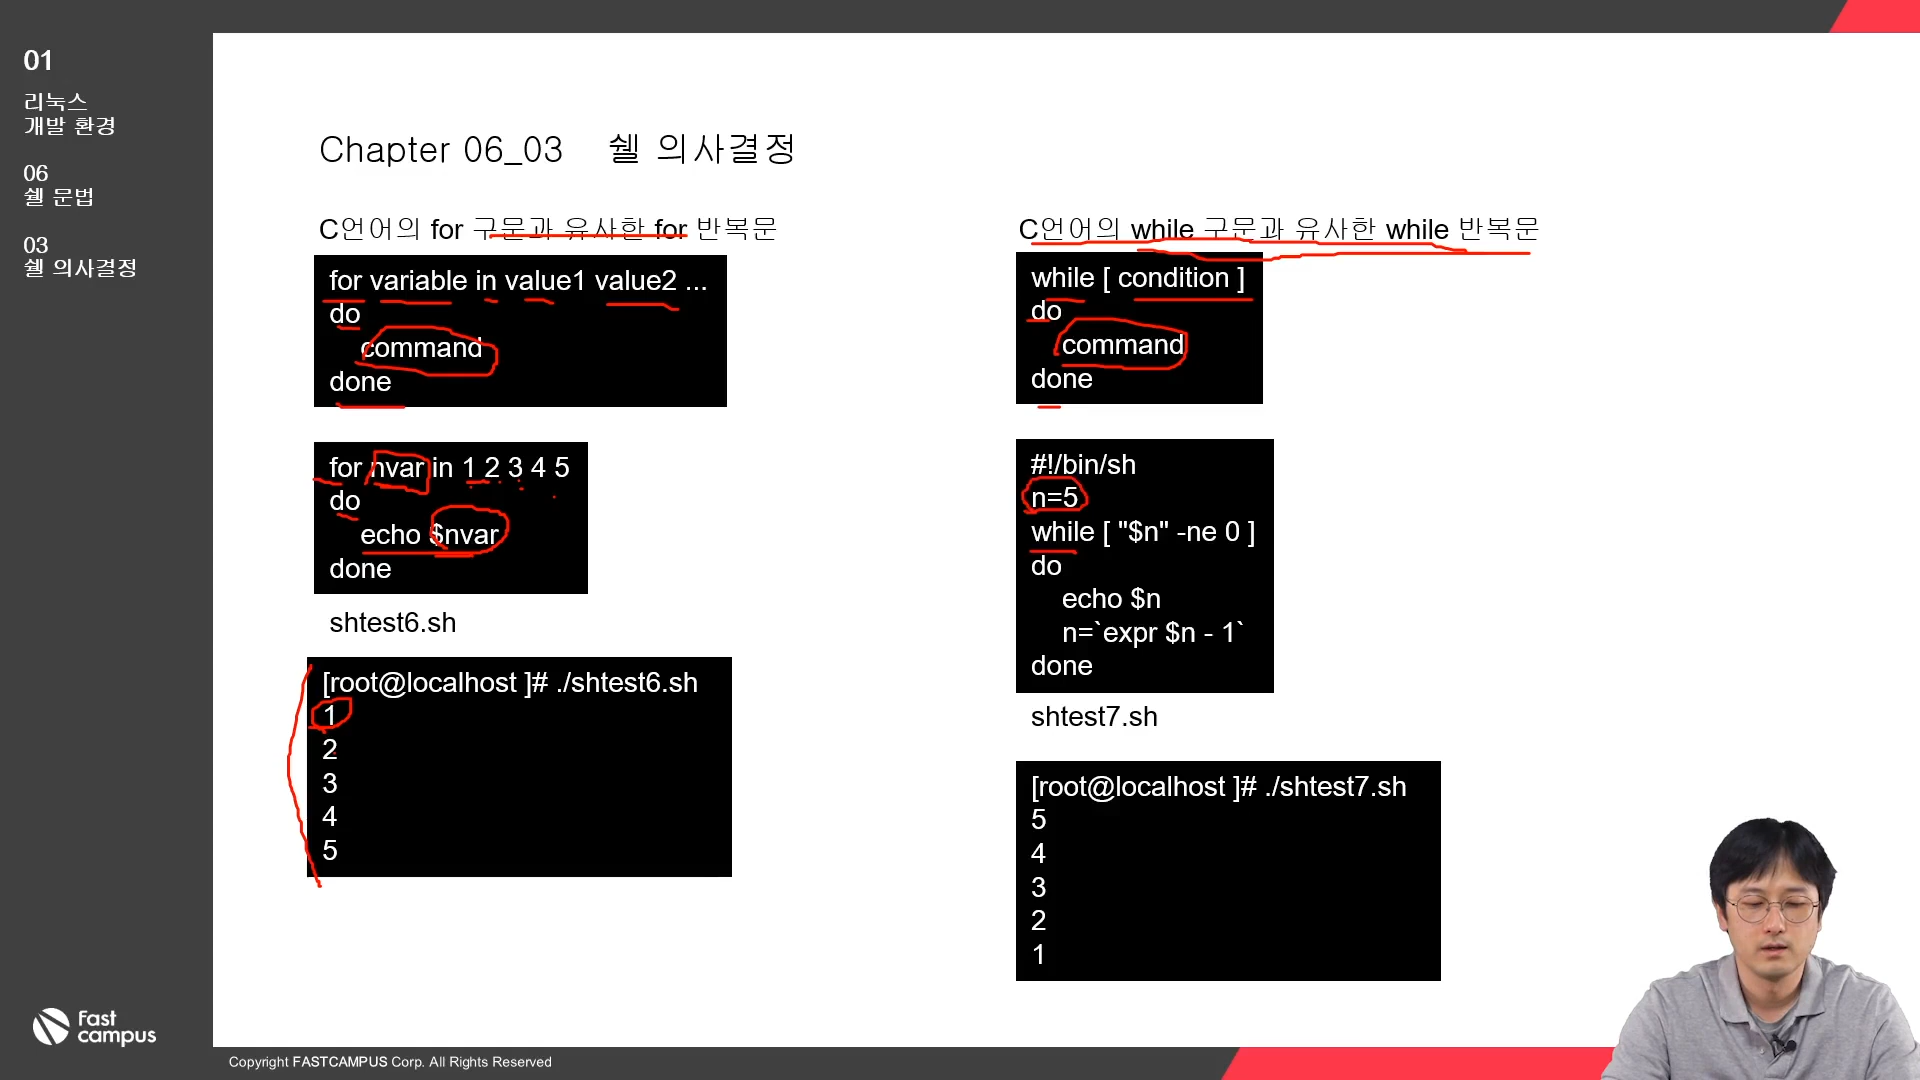 01
리눅스
개발 환경
06
쉘 문법
03
쉘 의사결정
Chapter 06_03 쉘 의사결정
C언어의 for 구문과 유사한 for 반복문
for variable in value1 value2 ...
do
command
done
for nvar in 1 2 3 4 5
do
echo $nvar
done
shtest6.sh
[root@localhost ]# ./shtest6.sh
1
2
3
4
5
C언어의 while 구문과 유사한 while 반복문
while [ condition ]
do
command
done
#!/bin/sh
n=5
while [ "$n" -ne 0 ]
do
echo $n
n=`expr $n - 1`
done
shtest7.sh
[root@localhost ]# ./shtest7.sh
5
4
3
2
1
Fast
campus
Copyright FASTCAMPUS Corp. All Rights Reserved